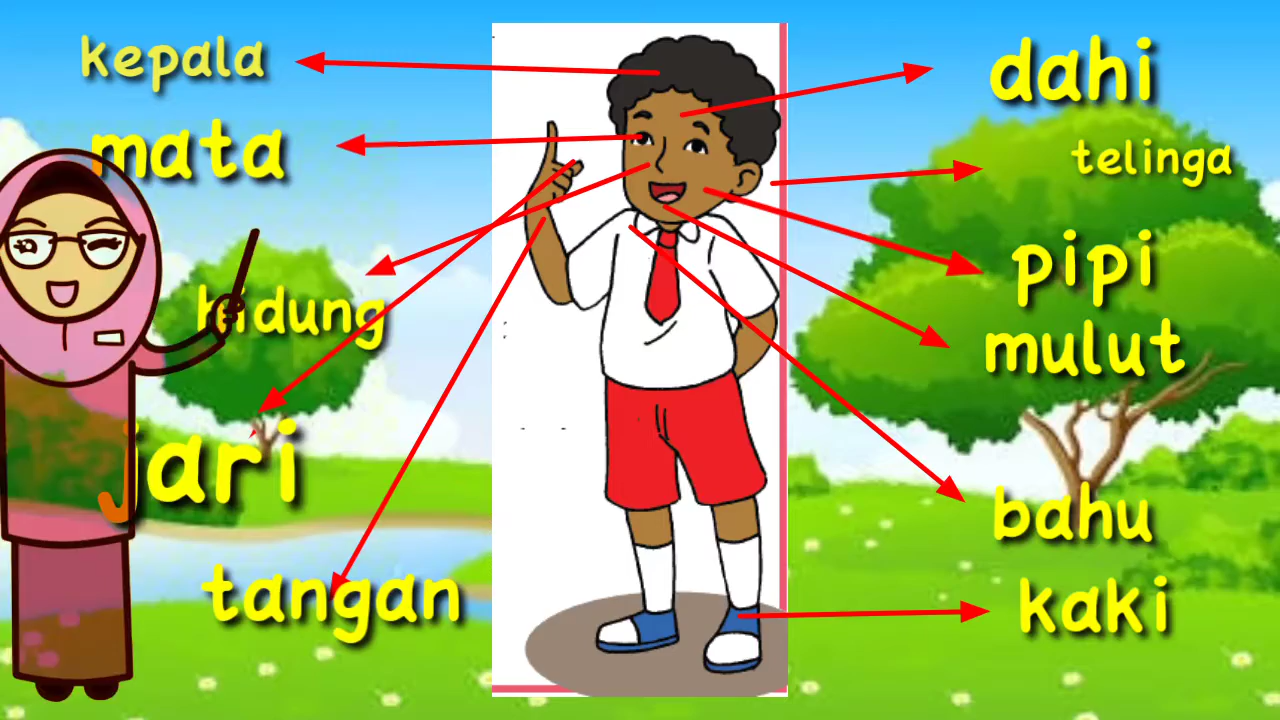 kepala
mata
hidung
jari
tangan
dahi
telinga
pipi
mulut
bahu
kaki